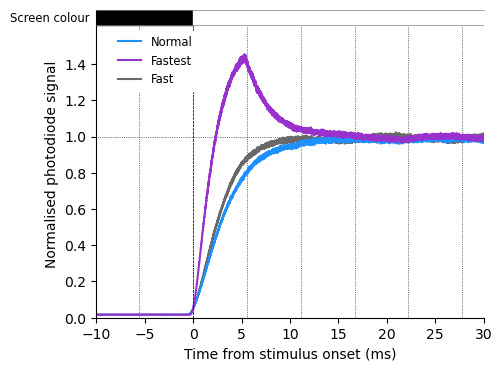 Screen colour
Normal
Fastest
Fast
Normalised photodiode signal
1.4
1.2
1.0
0.8
0.6
0.4
0.2
0.0
−10 −5 0 5 10 15 20 25 30
Time from stimulus onset (ms)